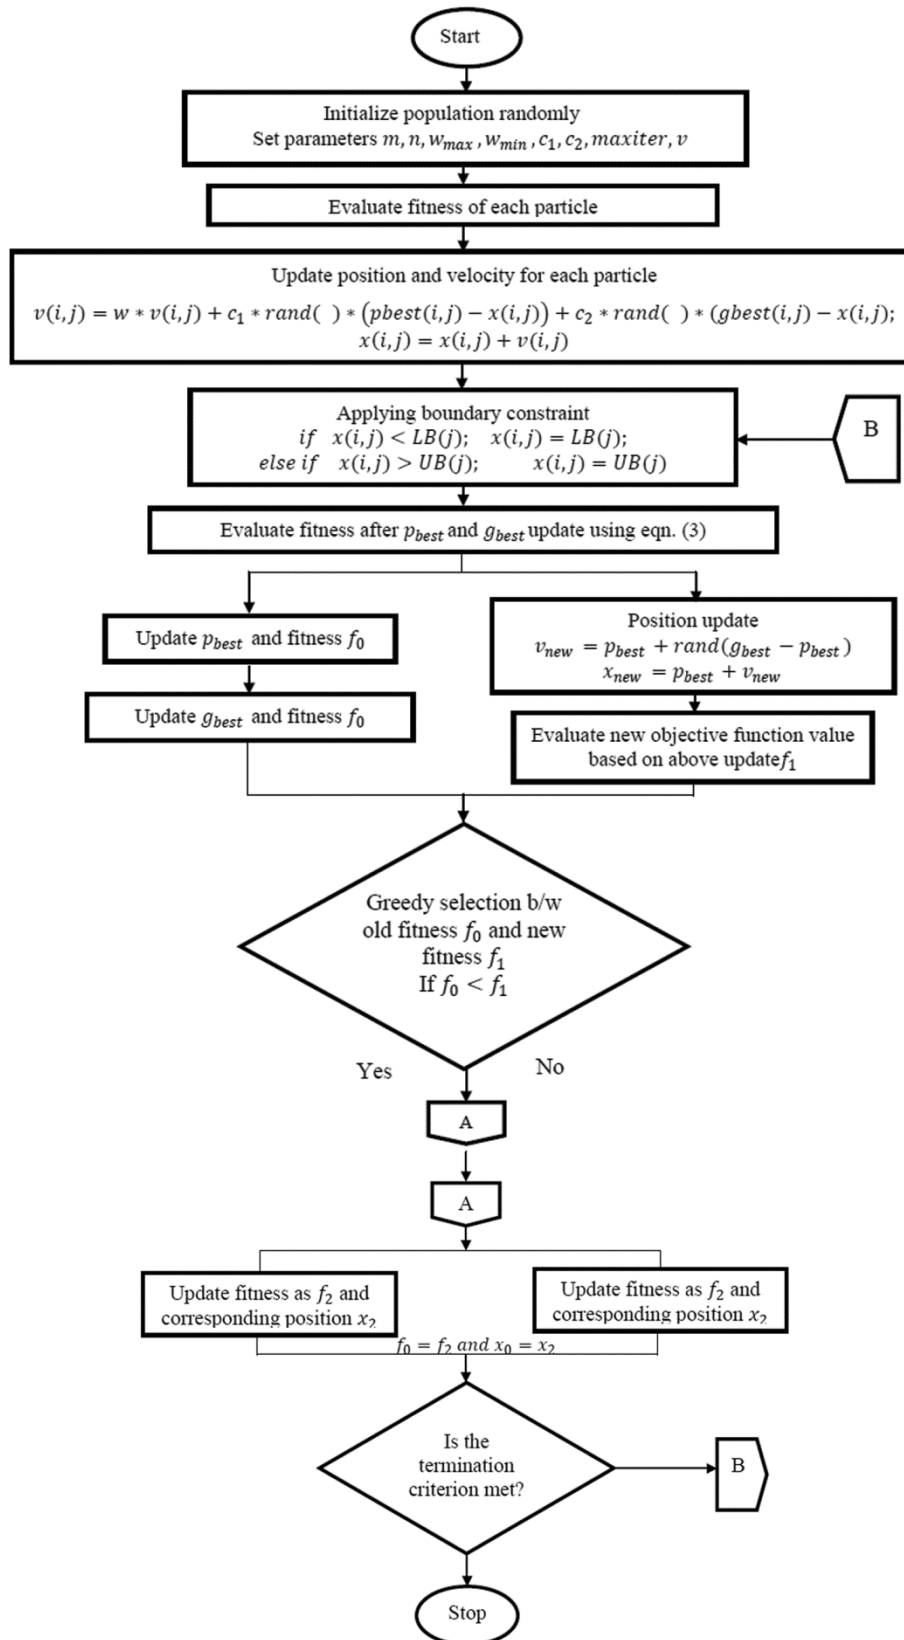 Start
Initialize population randomly
Set parameters m, n, w_max, w_min, c_1, c_2, maxiter, v
Evaluate fitness of each particle
Update position and velocity for each particle
v(i,j) = w * v(i,j) + c_1 * rand( ) * (pbest(i,j) − x(i,j)) + c_2 * rand( ) * (gbest(i,j) − x(i,j);
x(i,j) = x(i,j) + v(i,j)
Applying boundary constraint
if x(i,j) < LB(j); x(i,j) = LB(j);
else if x(i,j) > UB(j); x(i,j) = UB(j)
B
Evaluate fitness after p_best and g_best update using eqn. (3)
Update p_best and fitness f_0
Update g_best and fitness f_0
Position update
v_new = p_best + rand(g_best − p_best)
x_new = p_best + v_new
Evaluate new objective function value
based on above updatef_1
Greedy selection b/w
old fitness f_0 and new
fitness f_1
If f_0 < f_1
Yes
No
A
A
Update fitness as f_2 and
corresponding position x_2
Update fitness as f_2 and
corresponding position x_2
f_0 = f_2 and x_0 = x_2
Is the
termination
criterion met?
B
Stop